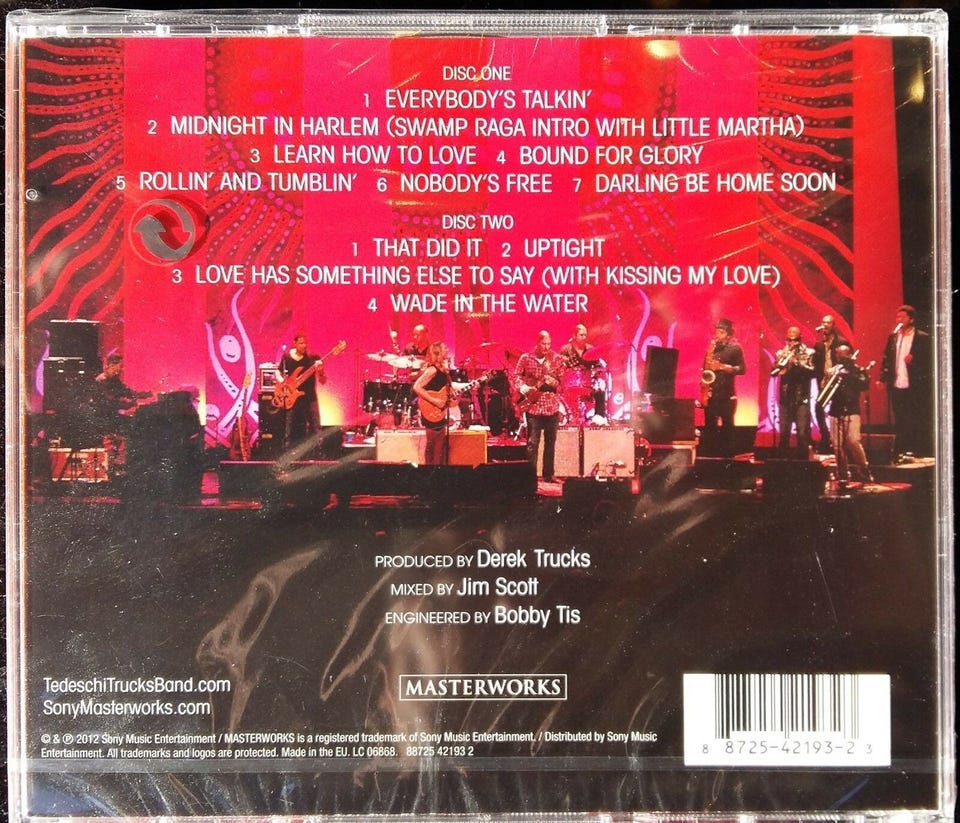 DISC ONE
1 EVERYBODY'S TALKIN'
2 MIDNIGHT IN HARLEM (SWAMP RAGA INTRO WITH LITTLE MARTHA)
3 LEARN HOW TO LOVE 4 BOUND FOR GLORY
5 ROLLIN' AND TUMBLIN' 6 NOBODY'S FREE 7 DARLING BE HOME SOON
DISC TWO
1 THAT DID IT 2 UPTIGHT
3 LOVE HAS SOMETHING ELSE TO SAY (WITH KISSING MY LOVE)
4 WADE IN THE WATER
PRODUCED BY Derek Trucks
MIXED BY Jim Scott
ENGINEERED BY Bobby Tis
TedeschiTrucksBand.com
SonyMasterworks.com
MASTERWORKS
© & ℗ 2012 Sony Music Entertainment / MASTERWORKS is a registered trademark of Sony Music Entertainment. / Distributed by Sony Music
Entertainment. All trademarks and logos are protected. Made in the EU. LC 06868. 88725 42193 2
8 8725-42193-2 3